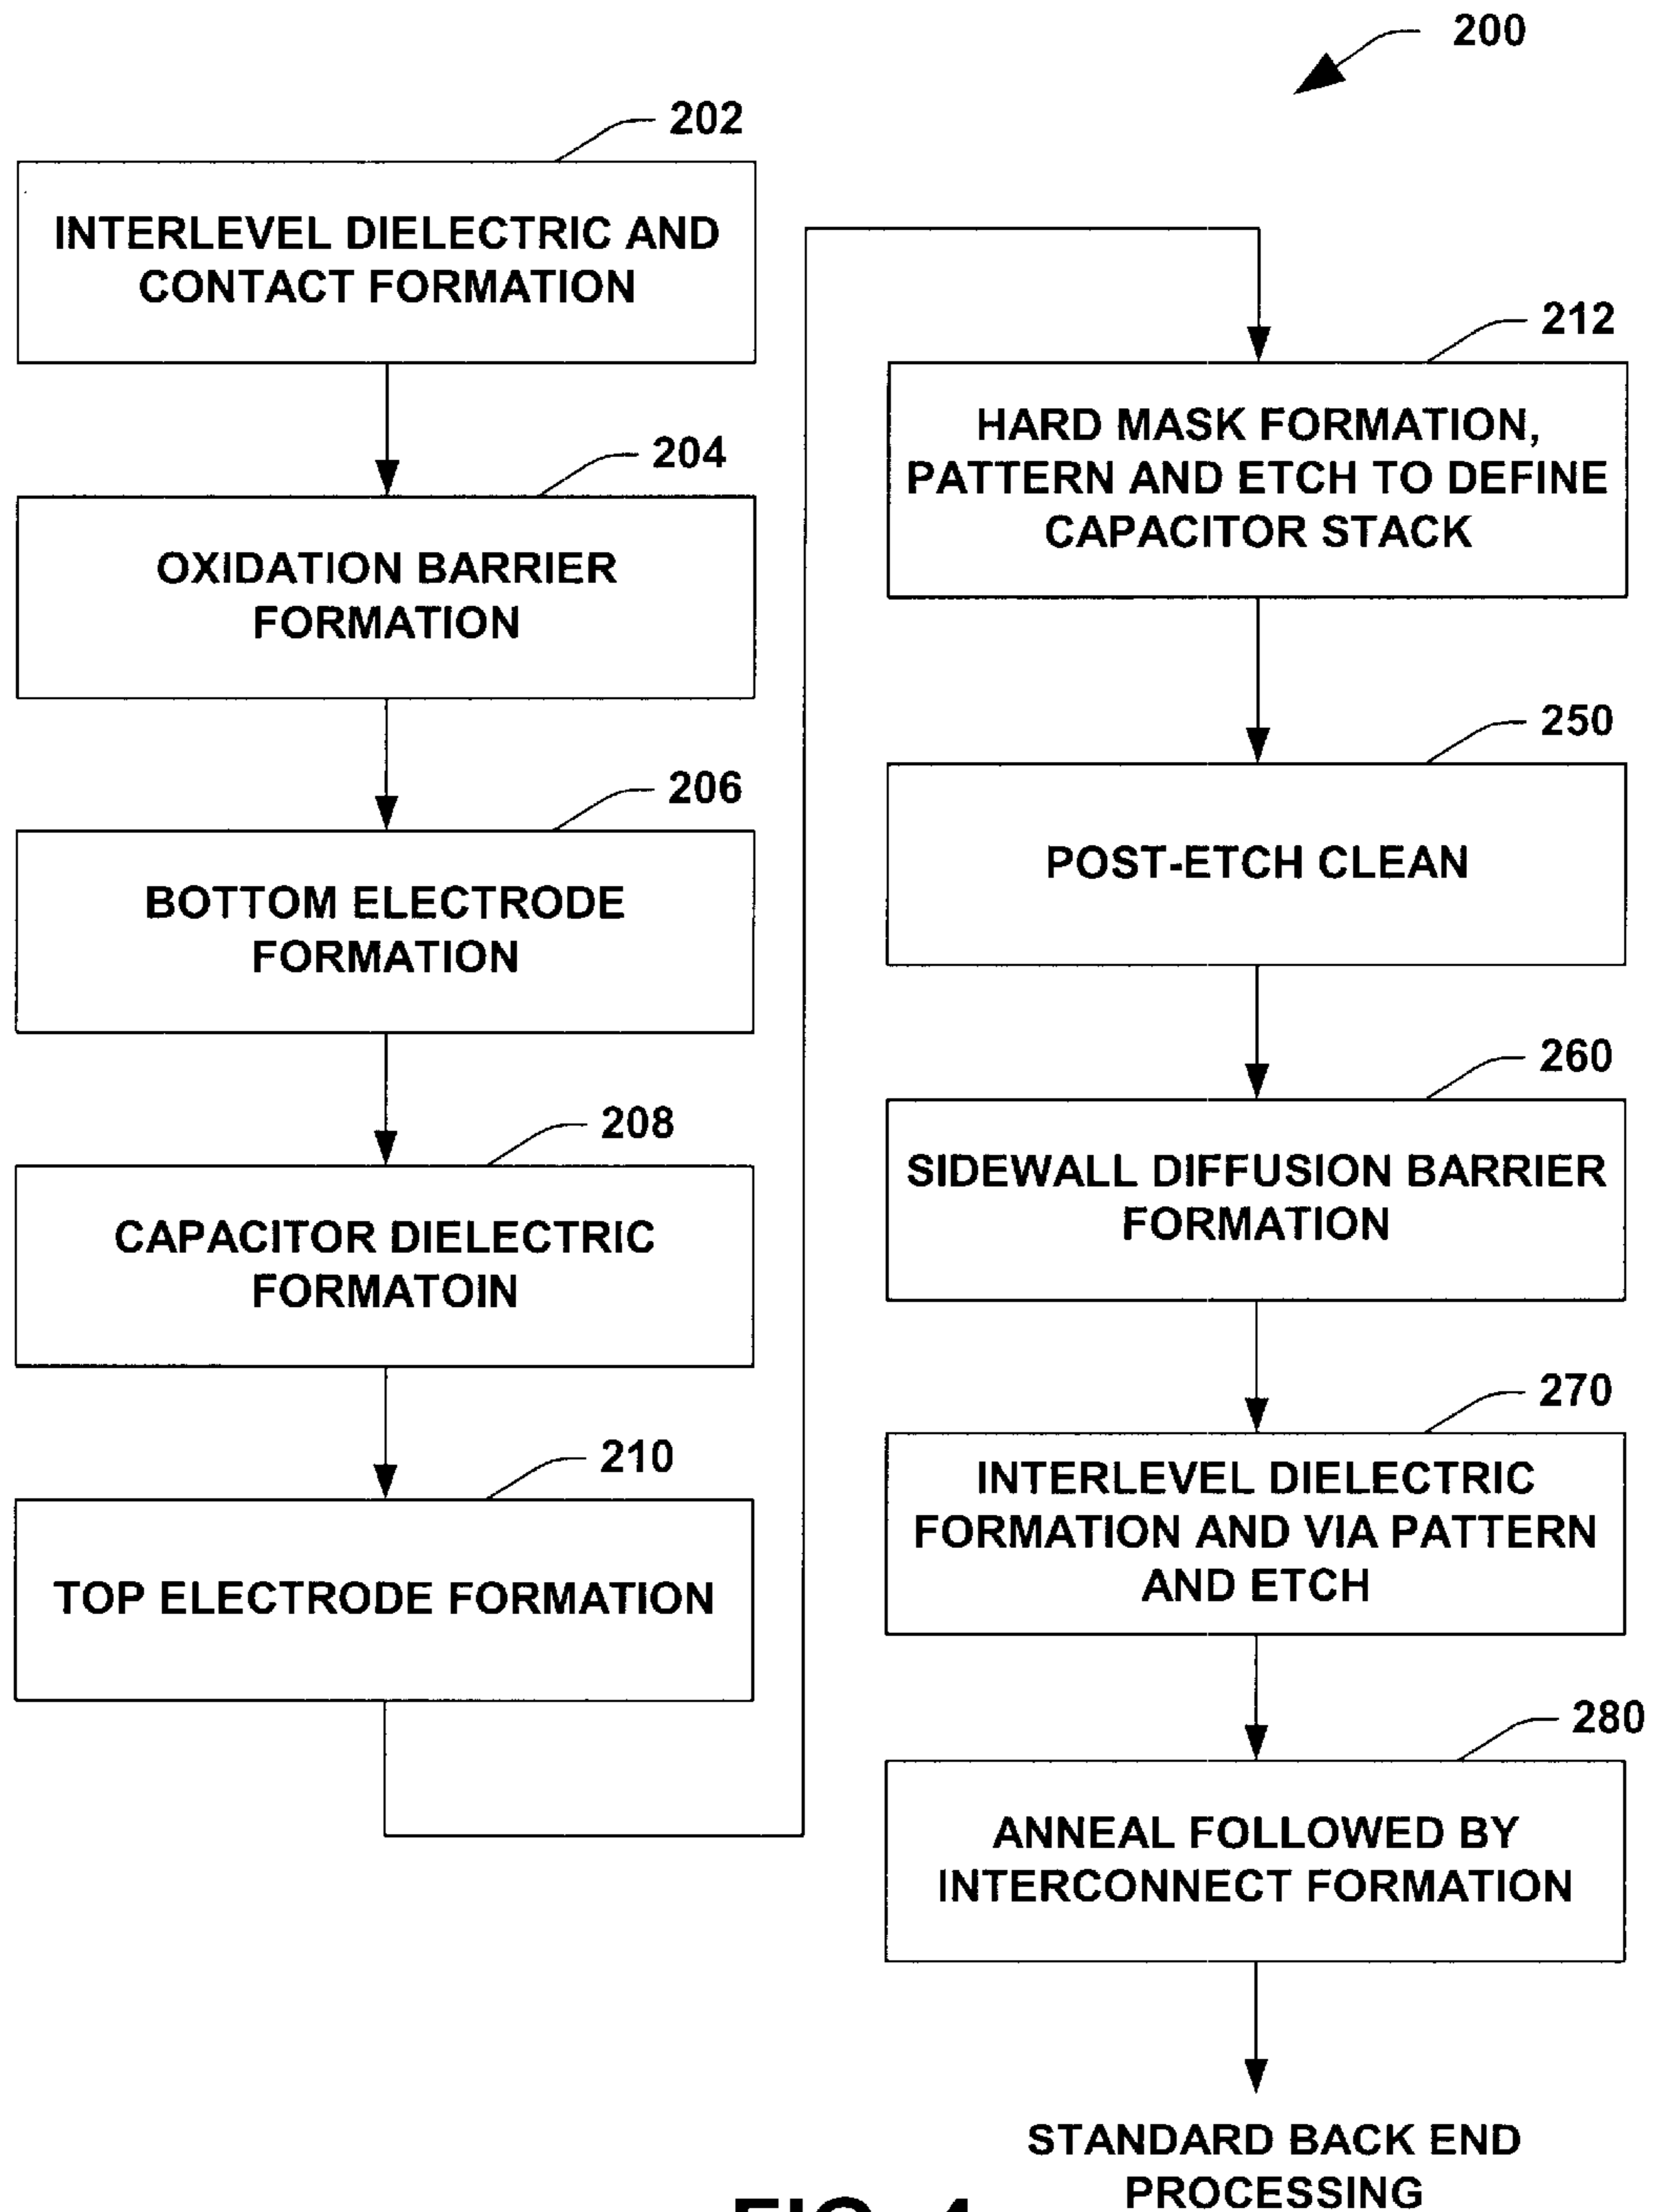 200
202
INTERLEVEL DIELECTRIC AND
CONTACT FORMATION
204
OXIDATION BARRIER
FORMATION
206
BOTTOM ELECTRODE
FORMATION
208
CAPACITOR DIELECTRIC
FORMATOIN
210
TOP ELECTRODE FORMATION
212
HARD MASK FORMATION,
PATTERN AND ETCH TO DEFINE
CAPACITOR STACK
250
POST-ETCH CLEAN
260
SIDEWALL DIFFUSION BARRIER
FORMATION
270
INTERLEVEL DIELECTRIC
FORMATION AND VIA PATTERN
AND ETCH
280
ANNEAL FOLLOWED BY
INTERCONNECT FORMATION
STANDARD BACK END
PROCESSING